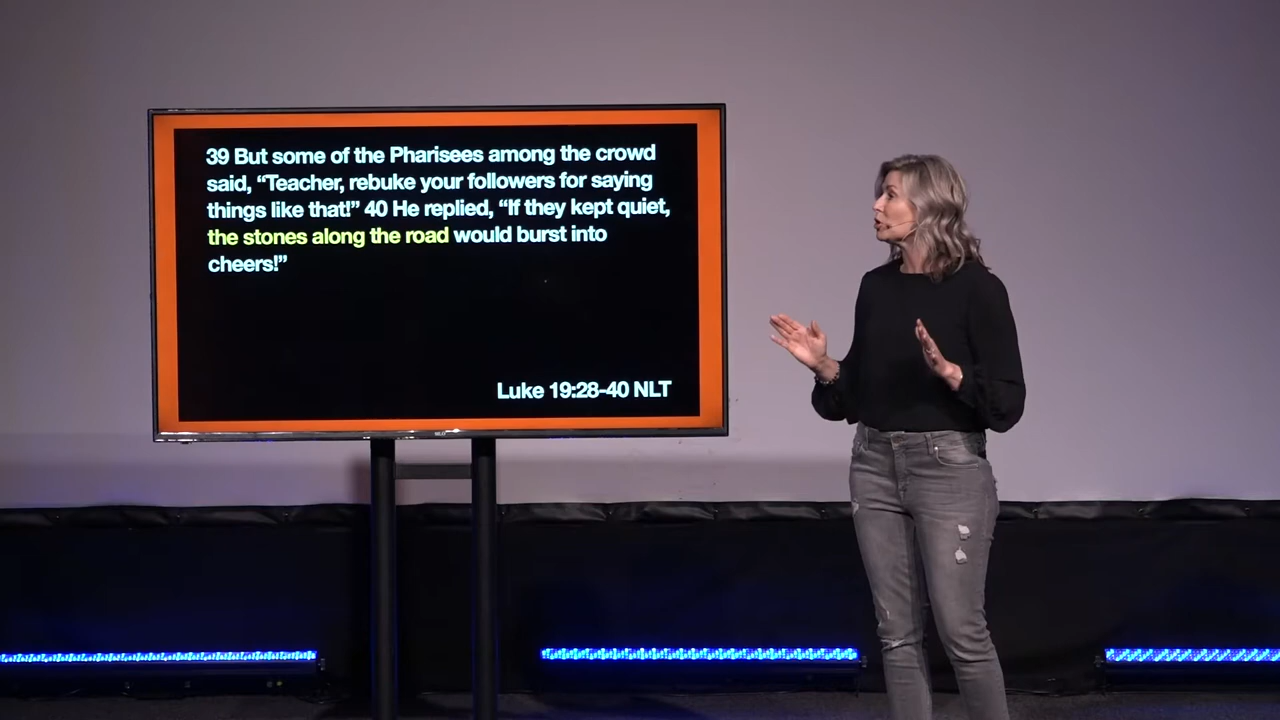 39 But some of the Pharisees among the crowd
said, “Teacher, rebuke your followers for saying
things like that!” 40 He replied, “If they kept quiet,
the stones along the road would burst into
cheers!”
Luke 19:28-40 NLT